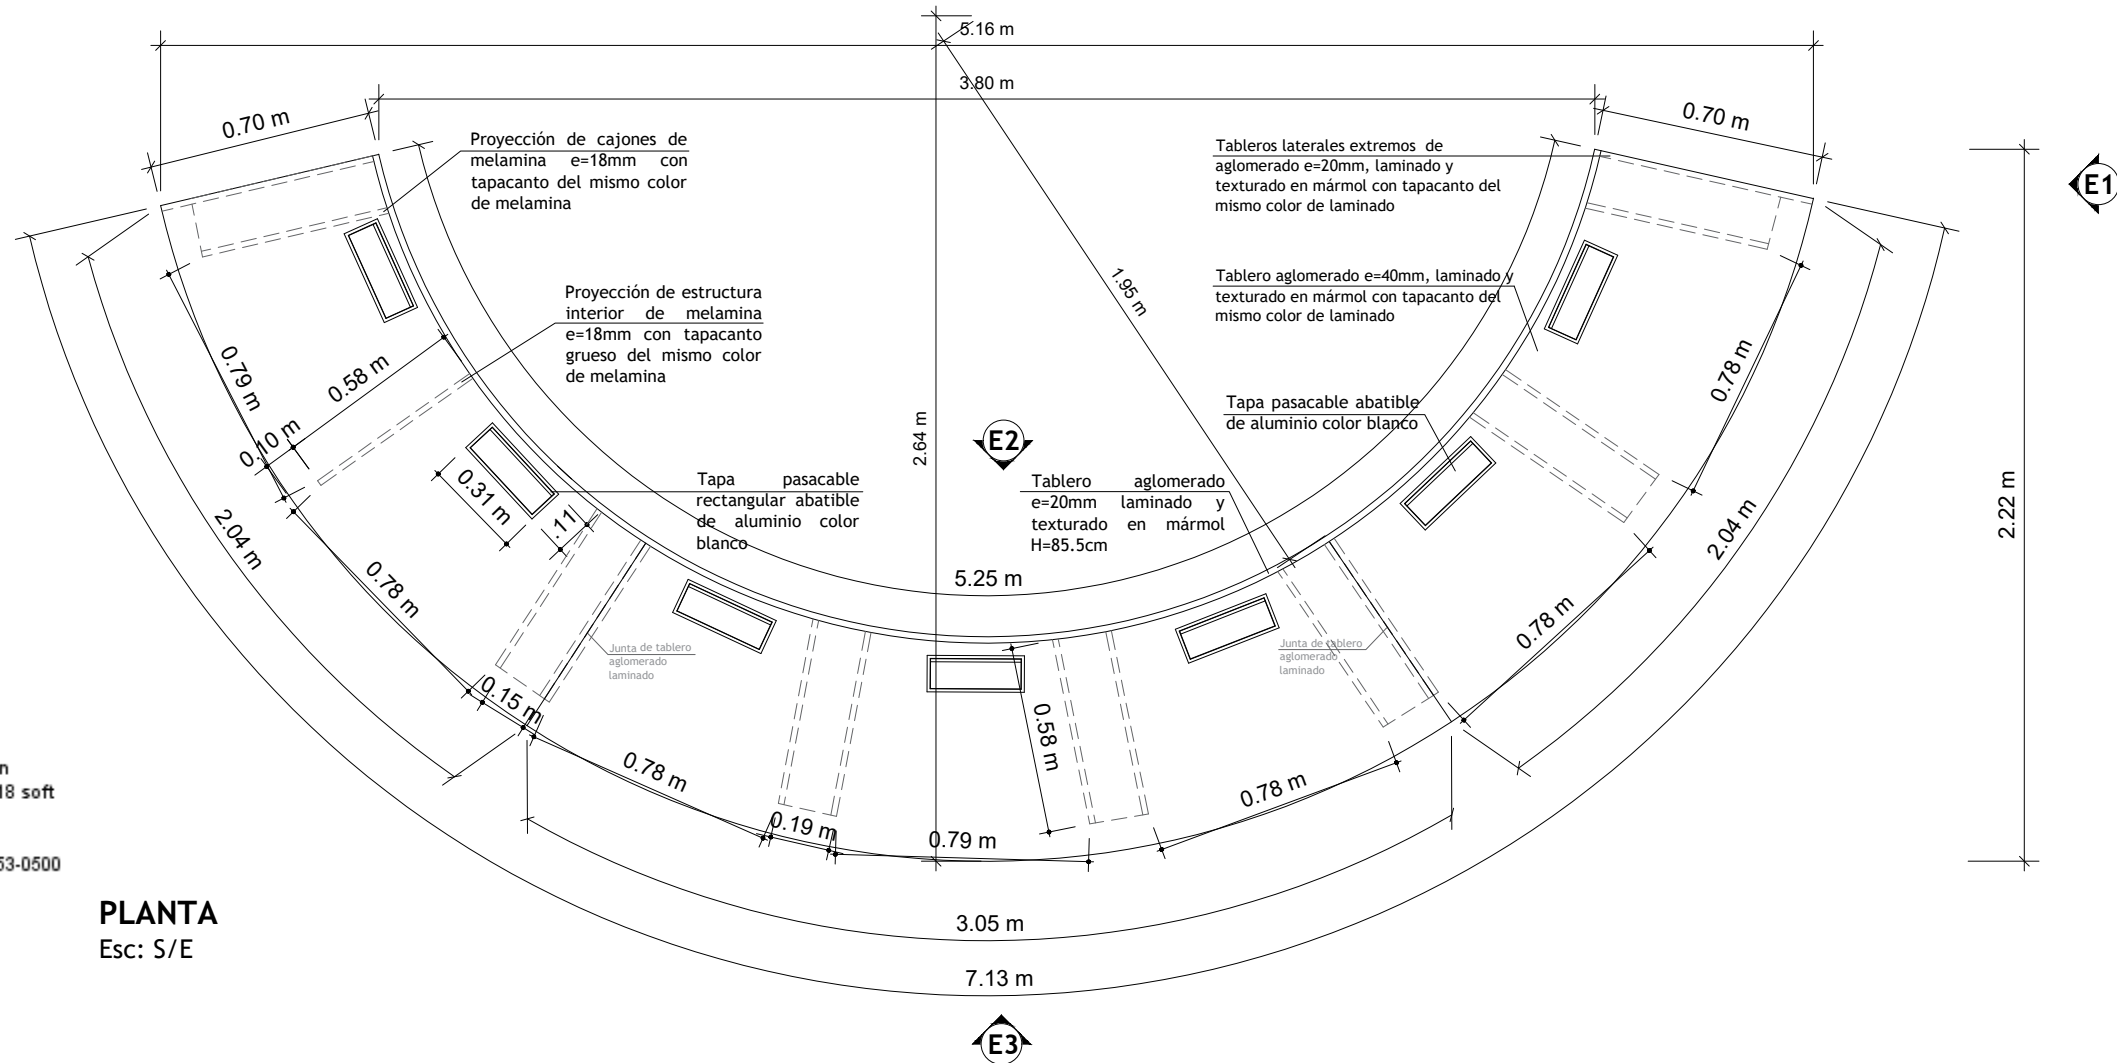 5.16 m
3.80 m
0.70 m
0.70 m
Proyección de cajones de
melamina e=18mm con
tapacanto del mismo color
de melamina
Tableros laterales extremos de
aglomerado e=20mm, laminado y
texturado en mármol con tapacanto del
mismo color de laminado
E1
Proyección de estructura
interior de melamina
e=18mm con tapacanto
grueso del mismo color
de melamina
1.95 m
Tablero aglomerado e=40mm, laminado y
texturado en mármol con tapacanto del
mismo color de laminado
0.79 m
0.58 m
0.10 m
0.78 m
2.64 m
E2
Tapa pasacable abatible
de aluminio color blanco
Tapa pasacable
rectangular abatible
de aluminio color
blanco
Tablero aglomerado
e=20mm laminado y
texturado en mármol
H=85.5cm
0.31 m
.11
2.04 m
2.04 m
2.22 m
0.78 m
5.25 m
0.78 m
Junta de tablero
aglomerado
laminado
Junta de tablero
aglomerado
laminado
0.15 m
0.58 m
0.78 m
0.78 m
0.19 m
0.79 m
n
18 soft
53-0500
PLANTA
Esc: S/E
3.05 m
7.13 m
E3